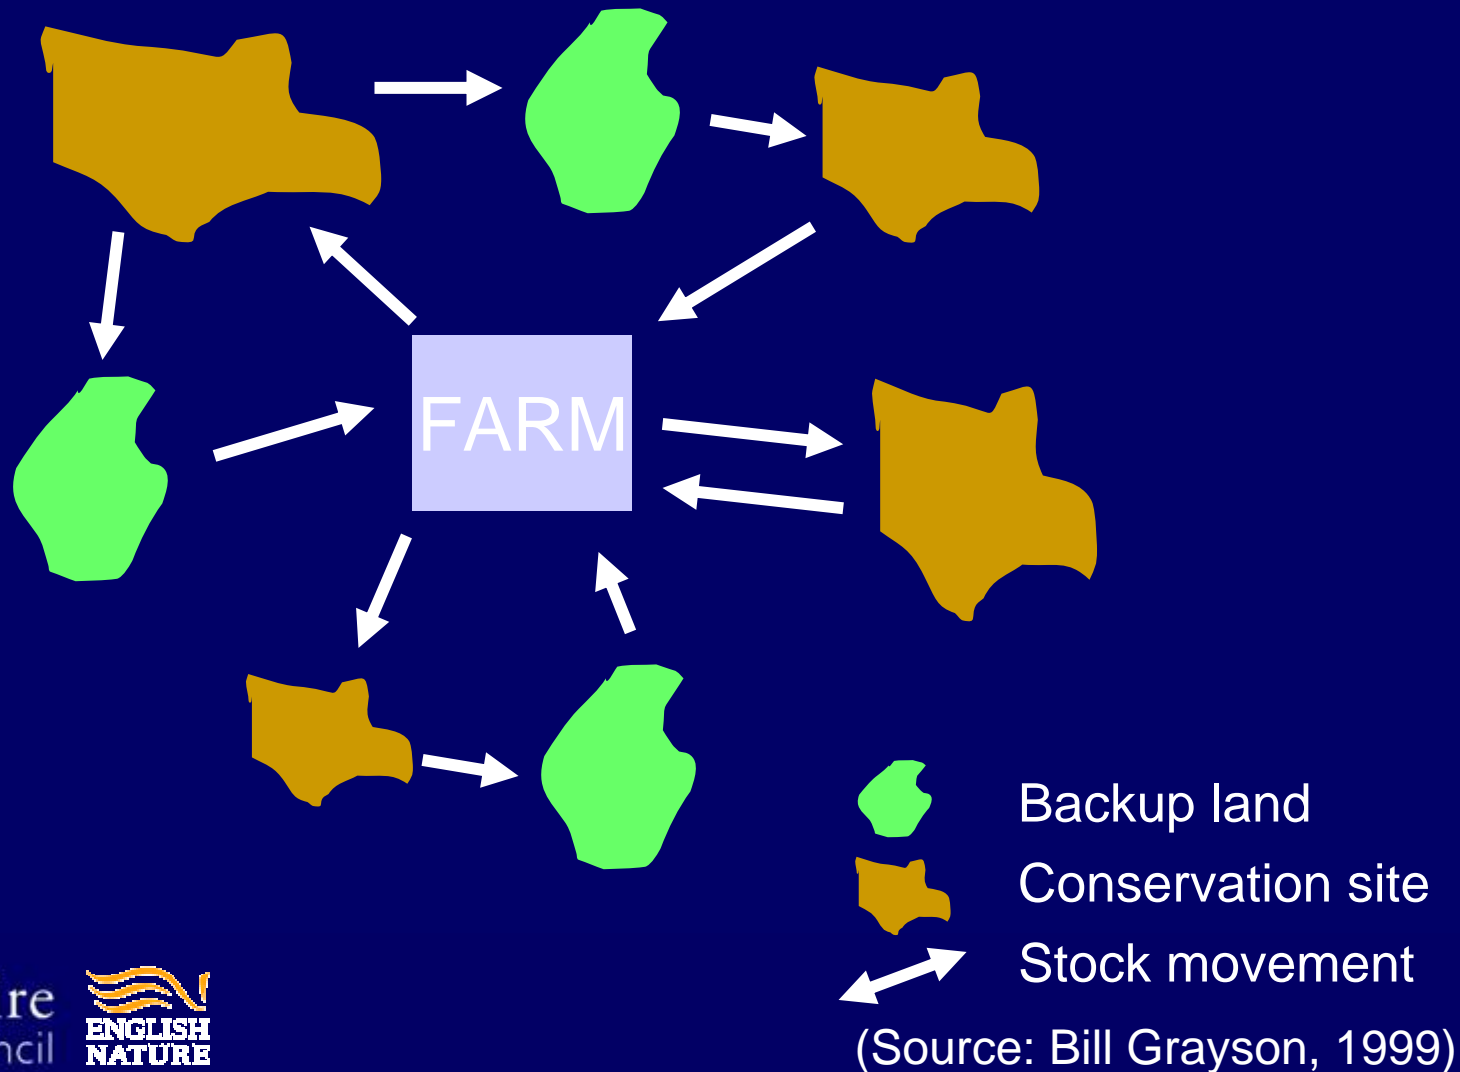 FARM
Backup land
Conservation site
Stock movement
(Source: Bill Grayson, 1999)
ENGLISH
NATURE